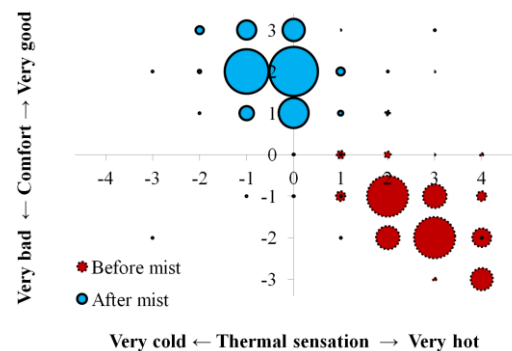 Very bad ← Comfort → Very good
3
2
1
0
-4 -3 -2 -1 0 1 2 3 4
-1
-2
-3
Before mist
After mist
Very cold ← Thermal sensation → Very hot